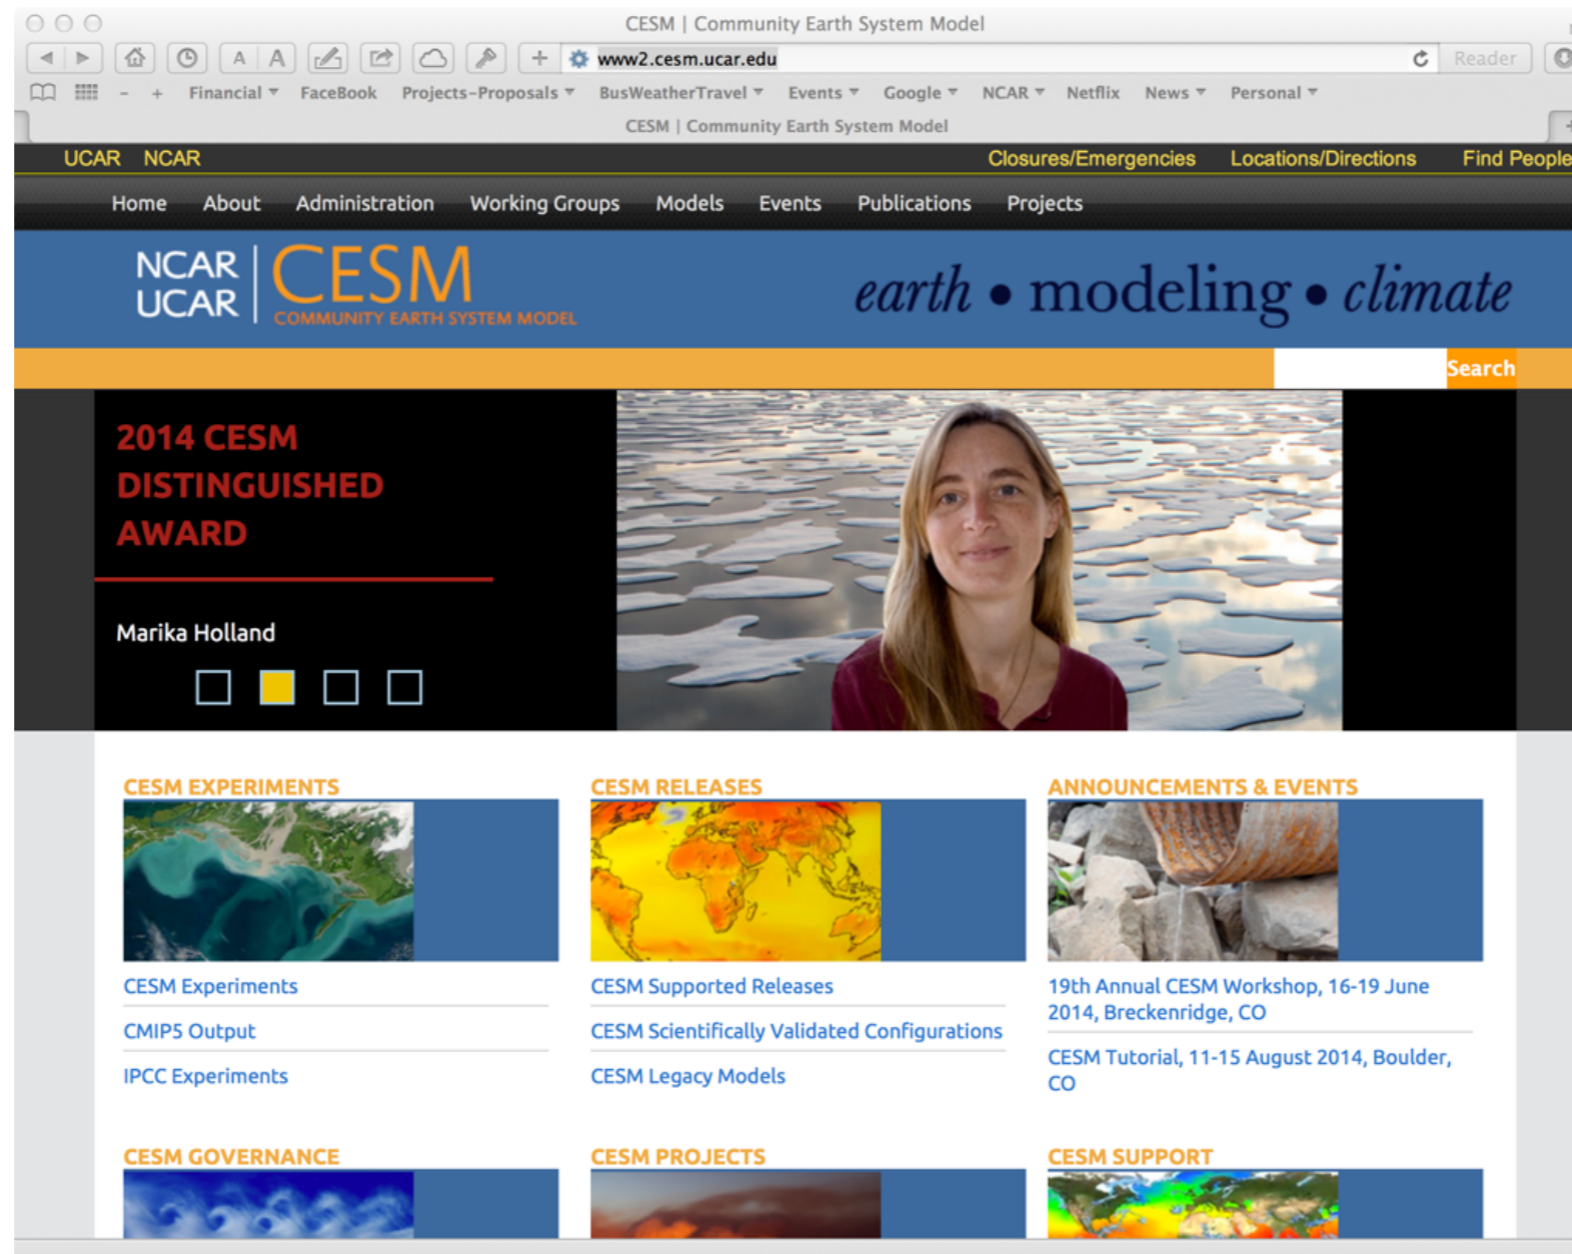 CESM | Community Earth System Model
A A + www2.cesm.ucar.edu Reader
- + Financial FaceBook Projects-Proposals BusWeatherTravel Events Google NCAR Netflix News Personal
CESM | Community Earth System Model
UCAR NCAR Closures/Emergencies Locations/Directions Find People
Home About Administration Working Groups Models Events Publications Projects
NCAR
UCAR
CESM
COMMUNITY EARTH SYSTEM MODEL
earth • modeling • climate
Search
2014 CESM
DISTINGUISHED
AWARD
Marika Holland
CESM EXPERIMENTS
CESM Experiments
CMIP5 Output
IPCC Experiments
CESM RELEASES
CESM Supported Releases
CESM Scientifically Validated Configurations
CESM Legacy Models
ANNOUNCEMENTS & EVENTS
19th Annual CESM Workshop, 16-19 June
2014, Breckenridge, CO
CESM Tutorial, 11-15 August 2014, Boulder,
CO
CESM GOVERNANCE
CESM PROJECTS
CESM SUPPORT